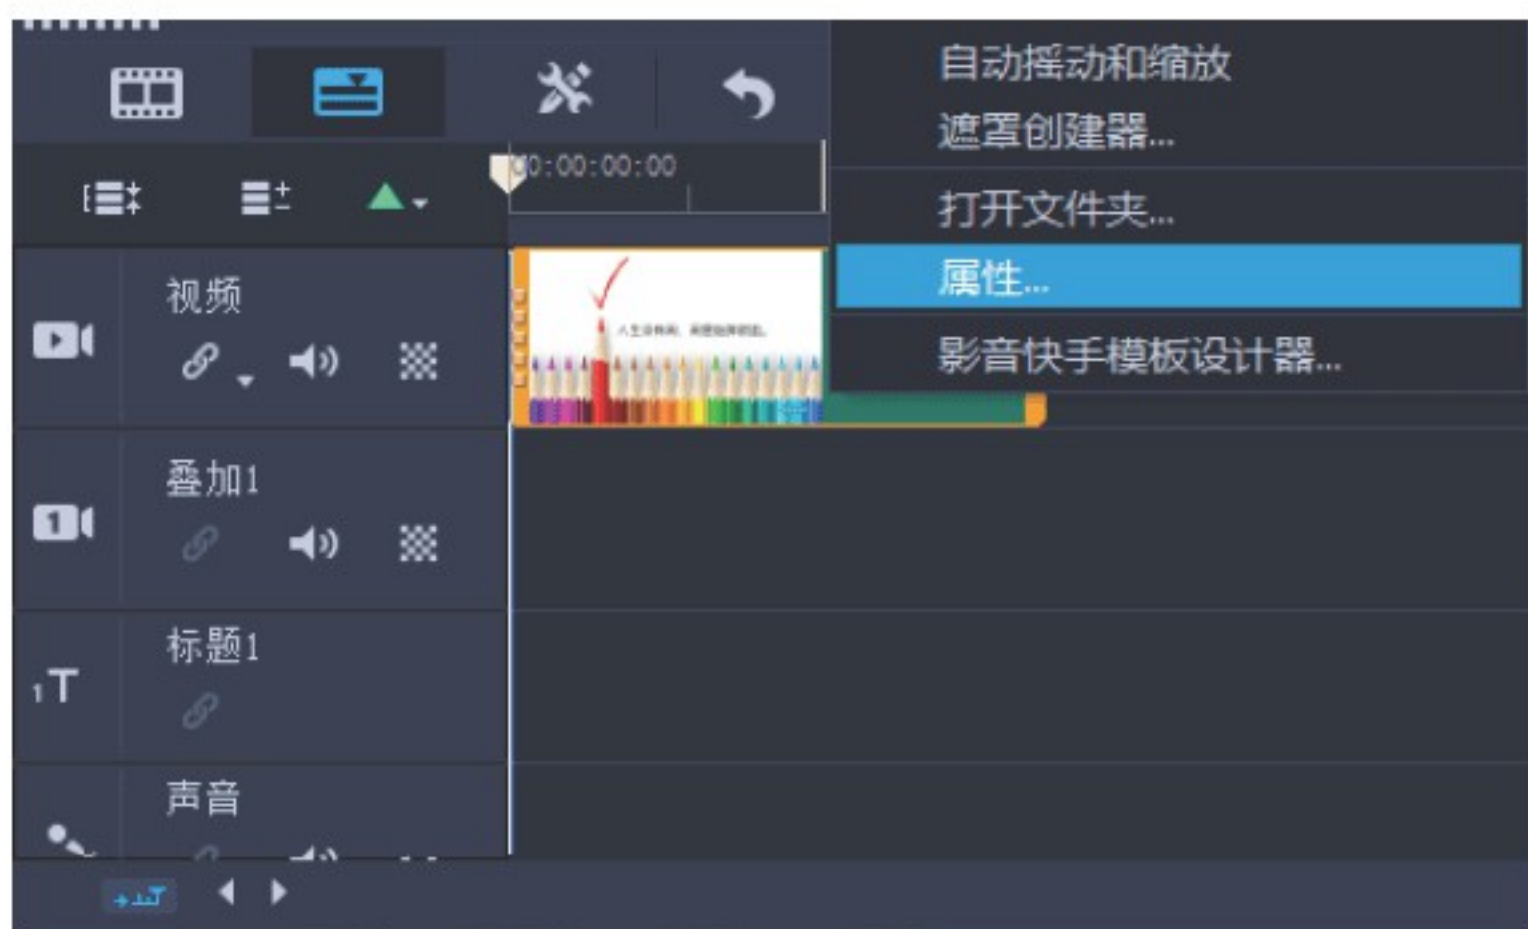 自动摇动和缩放
遮罩创建器...
00:00:00:00
打开文件夹...
属性...
视频
影音快手模板设计器...
叠加1
1
标题1
1T
声音